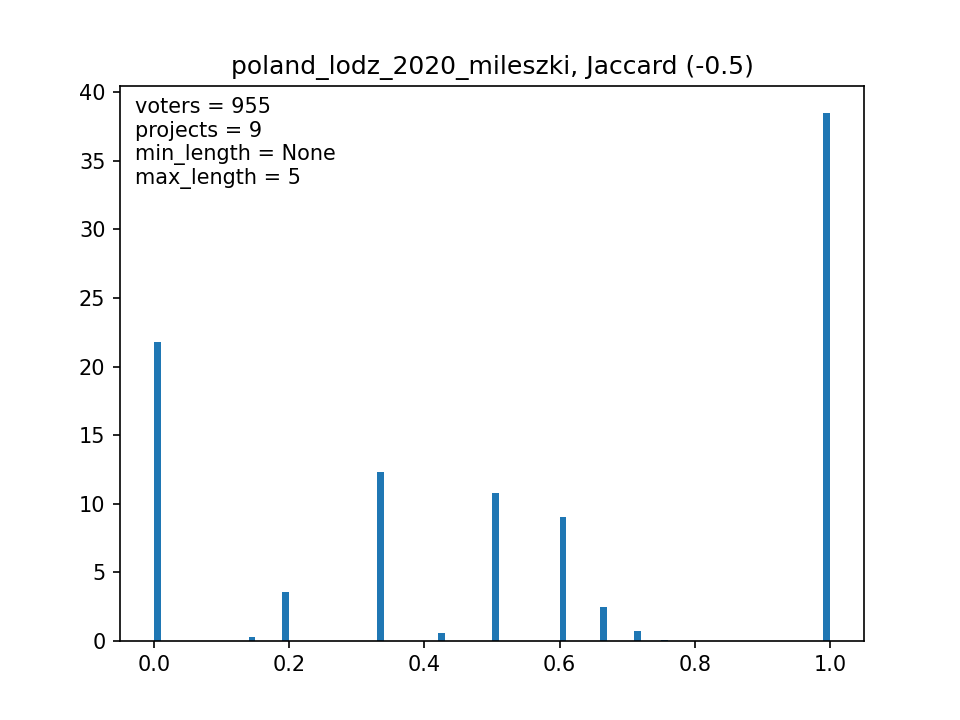 poland_lodz_2020_mileszki, Jaccard (-0.5)
voters = 955
projects = 9
min_length = None
max_length = 5
40
35
30
25
20
15
10
5
0
0.0 0.2 0.4 0.6 0.8 1.0